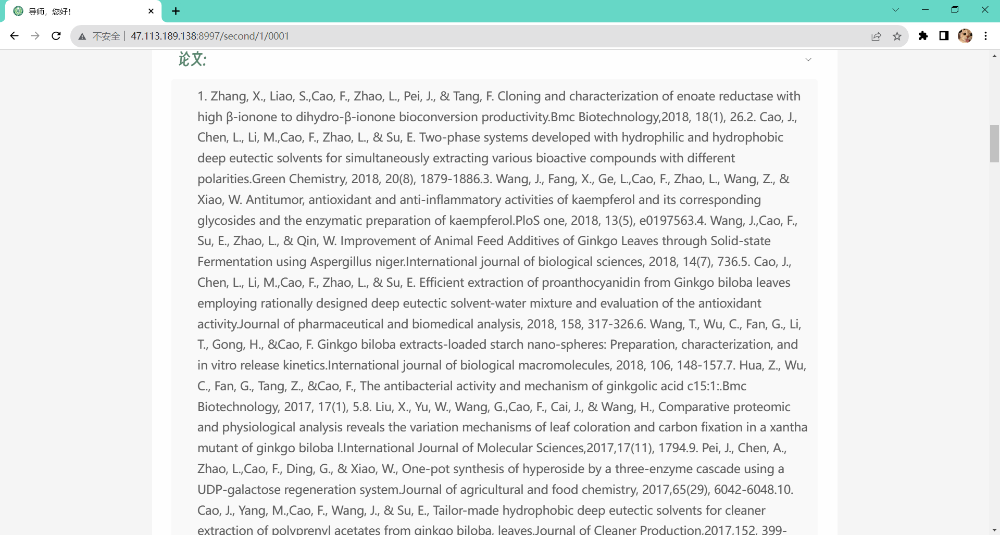 导师，您好！
不安全
47.113.189.138:8997/second/1/0001
论文:
1. Zhang, X., Liao, S.,Cao, F., Zhao, L., Pei, J., & Tang, F. Cloning and characterization of enoate reductase with
high β-ionone to dihydro-β-ionone bioconversion productivity.Bmc Biotechnology,2018, 18(1), 26.2. Cao, J.,
Chen, L., Li, M.,Cao, F., Zhao, L., & Su, E. Two-phase systems developed with hydrophilic and hydrophobic
deep eutectic solvents for simultaneously extracting various bioactive compounds with different
polarities.Green Chemistry, 2018, 20(8), 1879-1886.3. Wang, J., Fang, X., Ge, L.,Cao, F., Zhao, L., Wang, Z., &
Xiao, W. Antitumor, antioxidant and anti-inflammatory activities of kaempferol and its corresponding
glycosides and the enzymatic preparation of kaempferol.PloS one, 2018, 13(5), e0197563.4. Wang, J.,Cao, F.,
Su, E., Zhao, L., & Qin, W. Improvement of Animal Feed Additives of Ginkgo Leaves through Solid-state
Fermentation using Aspergillus niger.International journal of biological sciences, 2018, 14(7), 736.5. Cao, J.,
Chen, L., Li, M.,Cao, F., Zhao, L., & Su, E. Efficient extraction of proanthocyanidin from Ginkgo biloba leaves
employing rationally designed deep eutectic solvent-water mixture and evaluation of the antioxidant
activity.Journal of pharmaceutical and biomedical analysis, 2018, 158, 317-326.6. Wang, T., Wu, C., Fan, G., Li,
T., Gong, H., &Cao, F. Ginkgo biloba extracts-loaded starch nano-spheres: Preparation, characterization, and
in vitro release kinetics.International journal of biological macromolecules, 2018, 106, 148-157.7. Hua, Z., Wu,
C., Fan, G., Tang, Z., &Cao, F., The antibacterial activity and mechanism of ginkgolic acid c15:1:.Bmc
Biotechnology, 2017, 17(1), 5.8. Liu, X., Yu, W., Wang, G.,Cao, F., Cai, J., & Wang, H., Comparative proteomic
and physiological analysis reveals the variation mechanisms of leaf coloration and carbon fixation in a xantha
mutant of ginkgo biloba l.International Journal of Molecular Sciences,2017,17(11), 1794.9. Pei, J., Chen, A.,
Zhao, L.,Cao, F., Ding, G., & Xiao, W., One-pot synthesis of hyperoside by a three-enzyme cascade using a
UDP-galactose regeneration system.Journal of agricultural and food chemistry, 2017,65(29), 6042-6048.10.
Cao, J., Yang, M.,Cao, F., Wang, J., & Su, E., Tailor-made hydrophobic deep eutectic solvents for cleaner
extraction of polyprenyl acetates from ginkgo biloba, leaves.Journal of Cleaner Production,2017,152, 399-